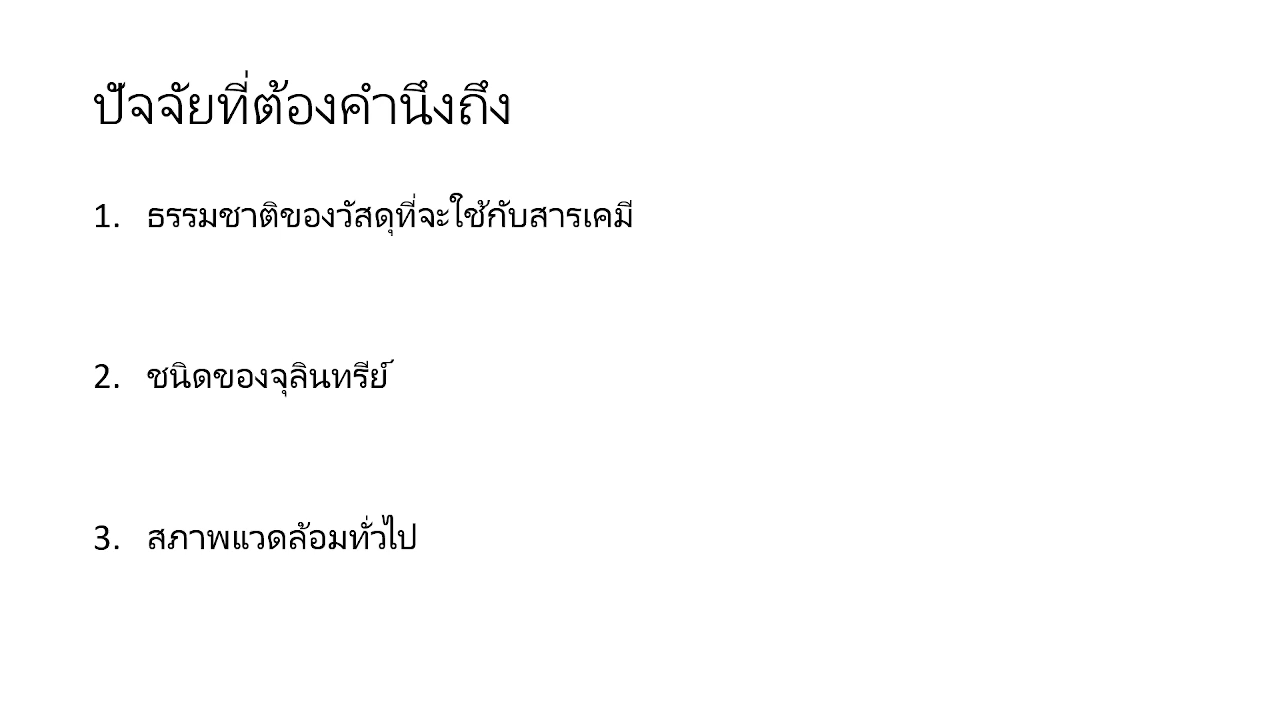 ปัจจัยที่ต้องคำนึงถึง
1. ธรรมชาติของวัสดุที่จะใช้กับสารเคมี
2. ชนิดของจุลินทรีย์
3. สภาพแวดล้อมทั่วไป